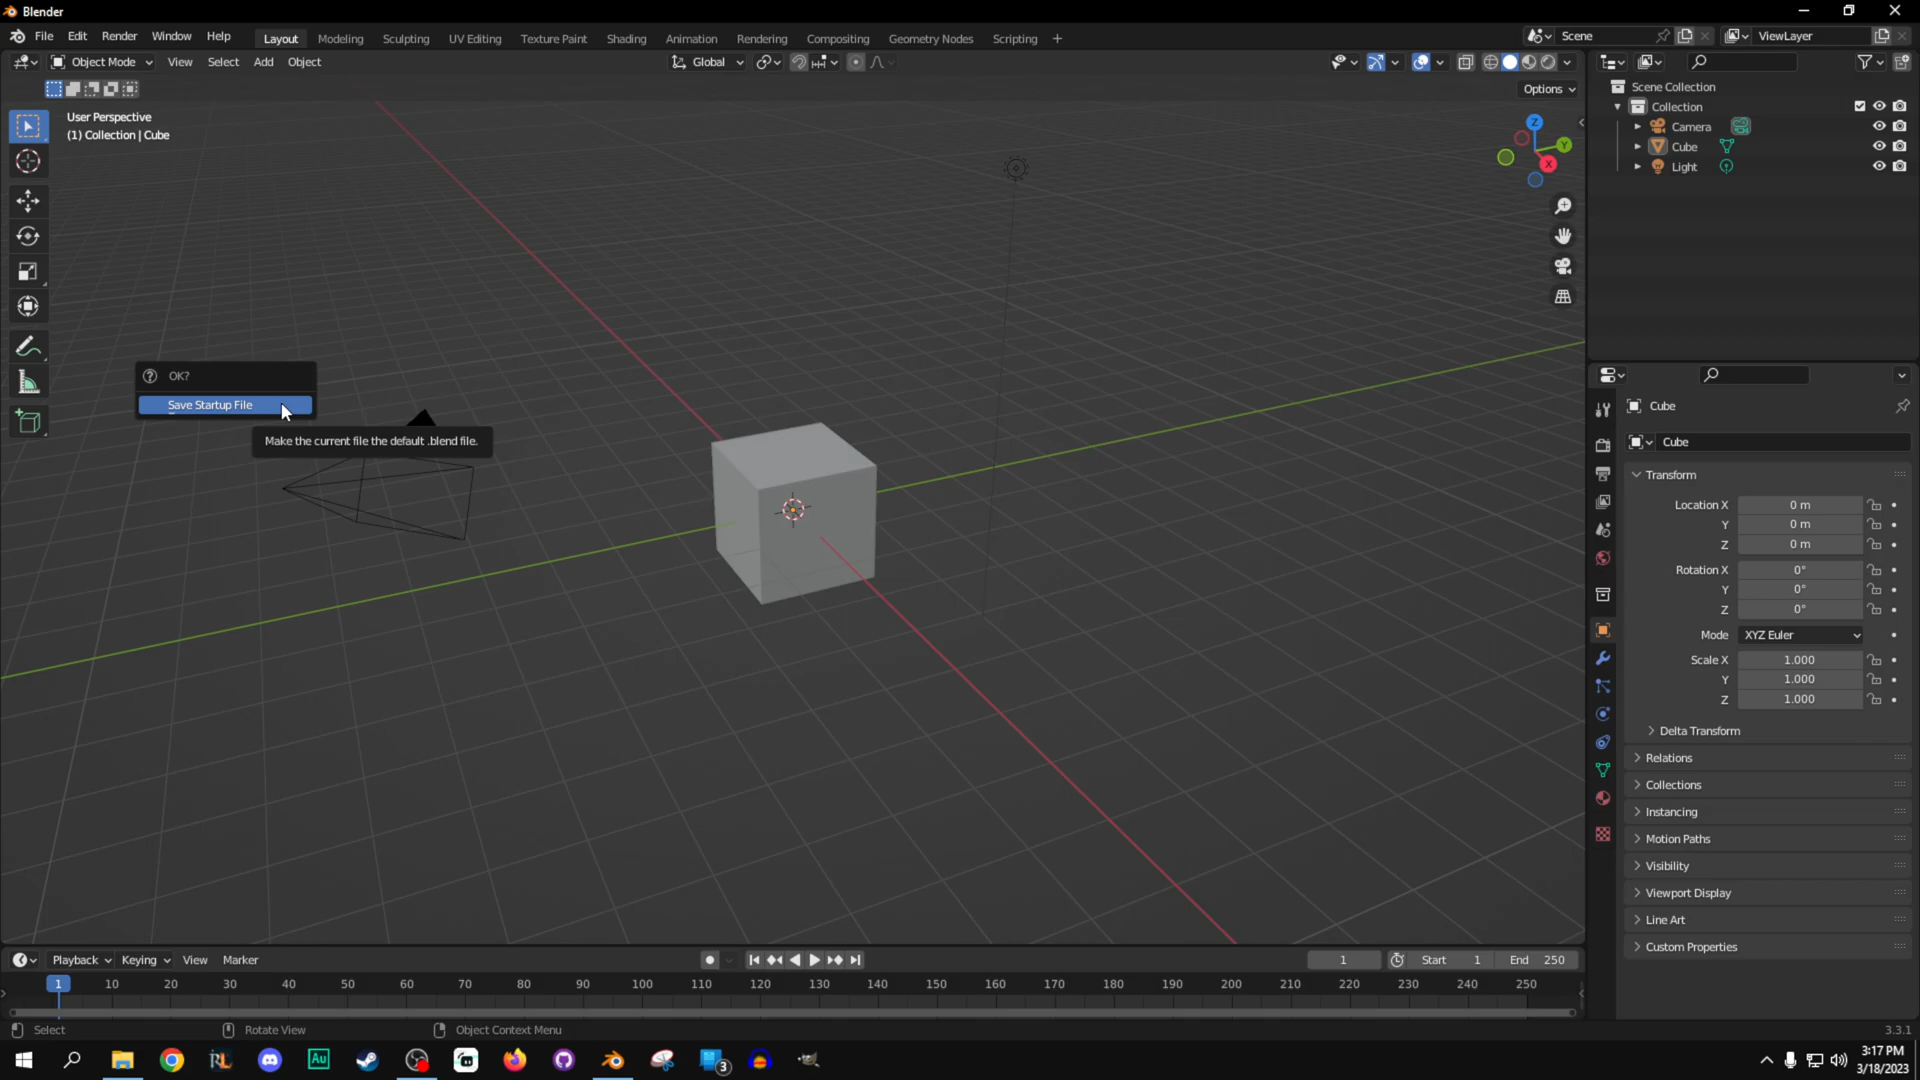 Blender
File Edit Render Window Help Layout Modeling Sculpting UV Editing Texture Paint Shading Animation Rendering Compositing Geometry Nodes Scripting + Scene ViewLayer
Object Mode View Select Add Object Global
Options
User Perspective
(1) Collection | Cube
Z
Y
X
OK?
Save Startup File
Make the current file the default .blend file.
Scene Collection
Collection
Camera
Cube
Light
Cube
Cube
Transform
Location X 0 m
Y 0 m
Z 0 m
Rotation X 0°
Y 0°
Z 0°
Mode XYZ Euler
Scale X 1.000
Y 1.000
Z 1.000
Delta Transform
Relations
Collections
Instancing
Motion Paths
Visibility
Viewport Display
Line Art
Custom Properties
Playback Keying View Marker 1 Start 1 End 250
1 10 20 30 40 50 60 70 80 90 100 110 120 130 140 150 160 170 180 190 200 210 220 230 240 250
Select Rotate View Object Context Menu 3.3.1
RL Au 3
3:17 PM
3/18/2023